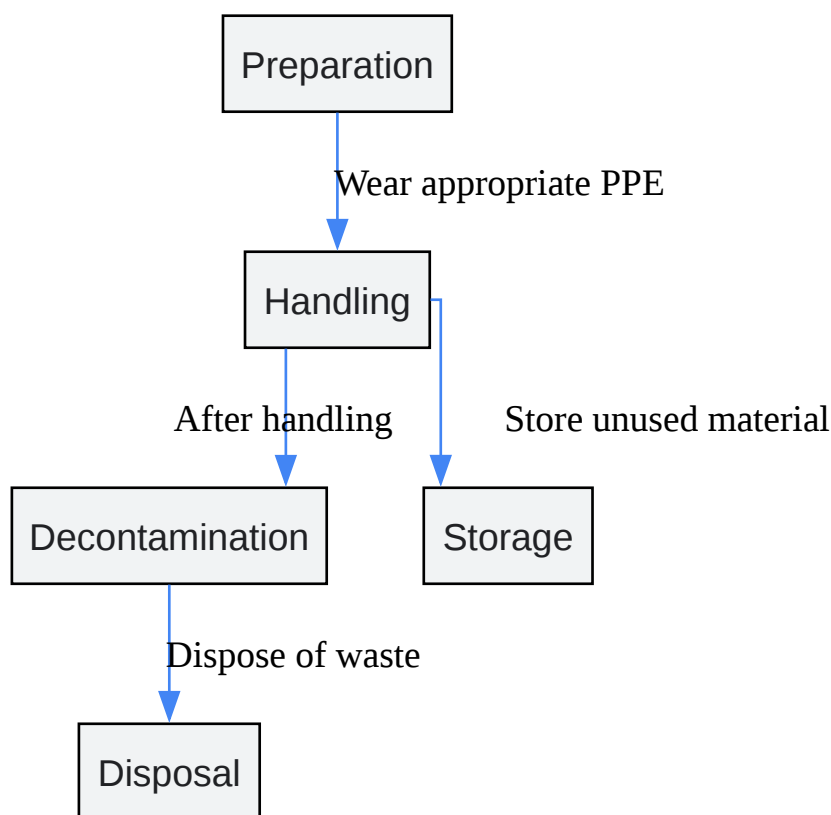 Preparation
Wear appropriate PPE
Handling
After handling
Store unused material
Decontamination
Storage
Dispose of waste
Disposal